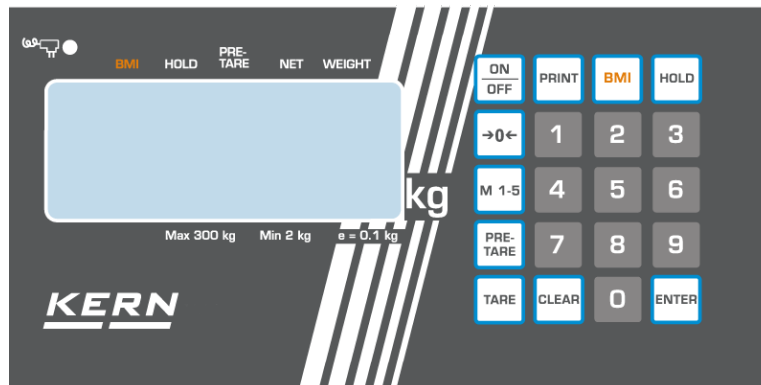 BMI HOLD PRE-TARE NET WEIGHT
kg
Max 300 kg Min 2 kg e = 0.1 kg
KERN
ON OFF PRINT BMI HOLD
→0← 1 2 3
M 1-5 4 5 6
PRE-TARE 7 8 9
TARE CLEAR 0 ENTER